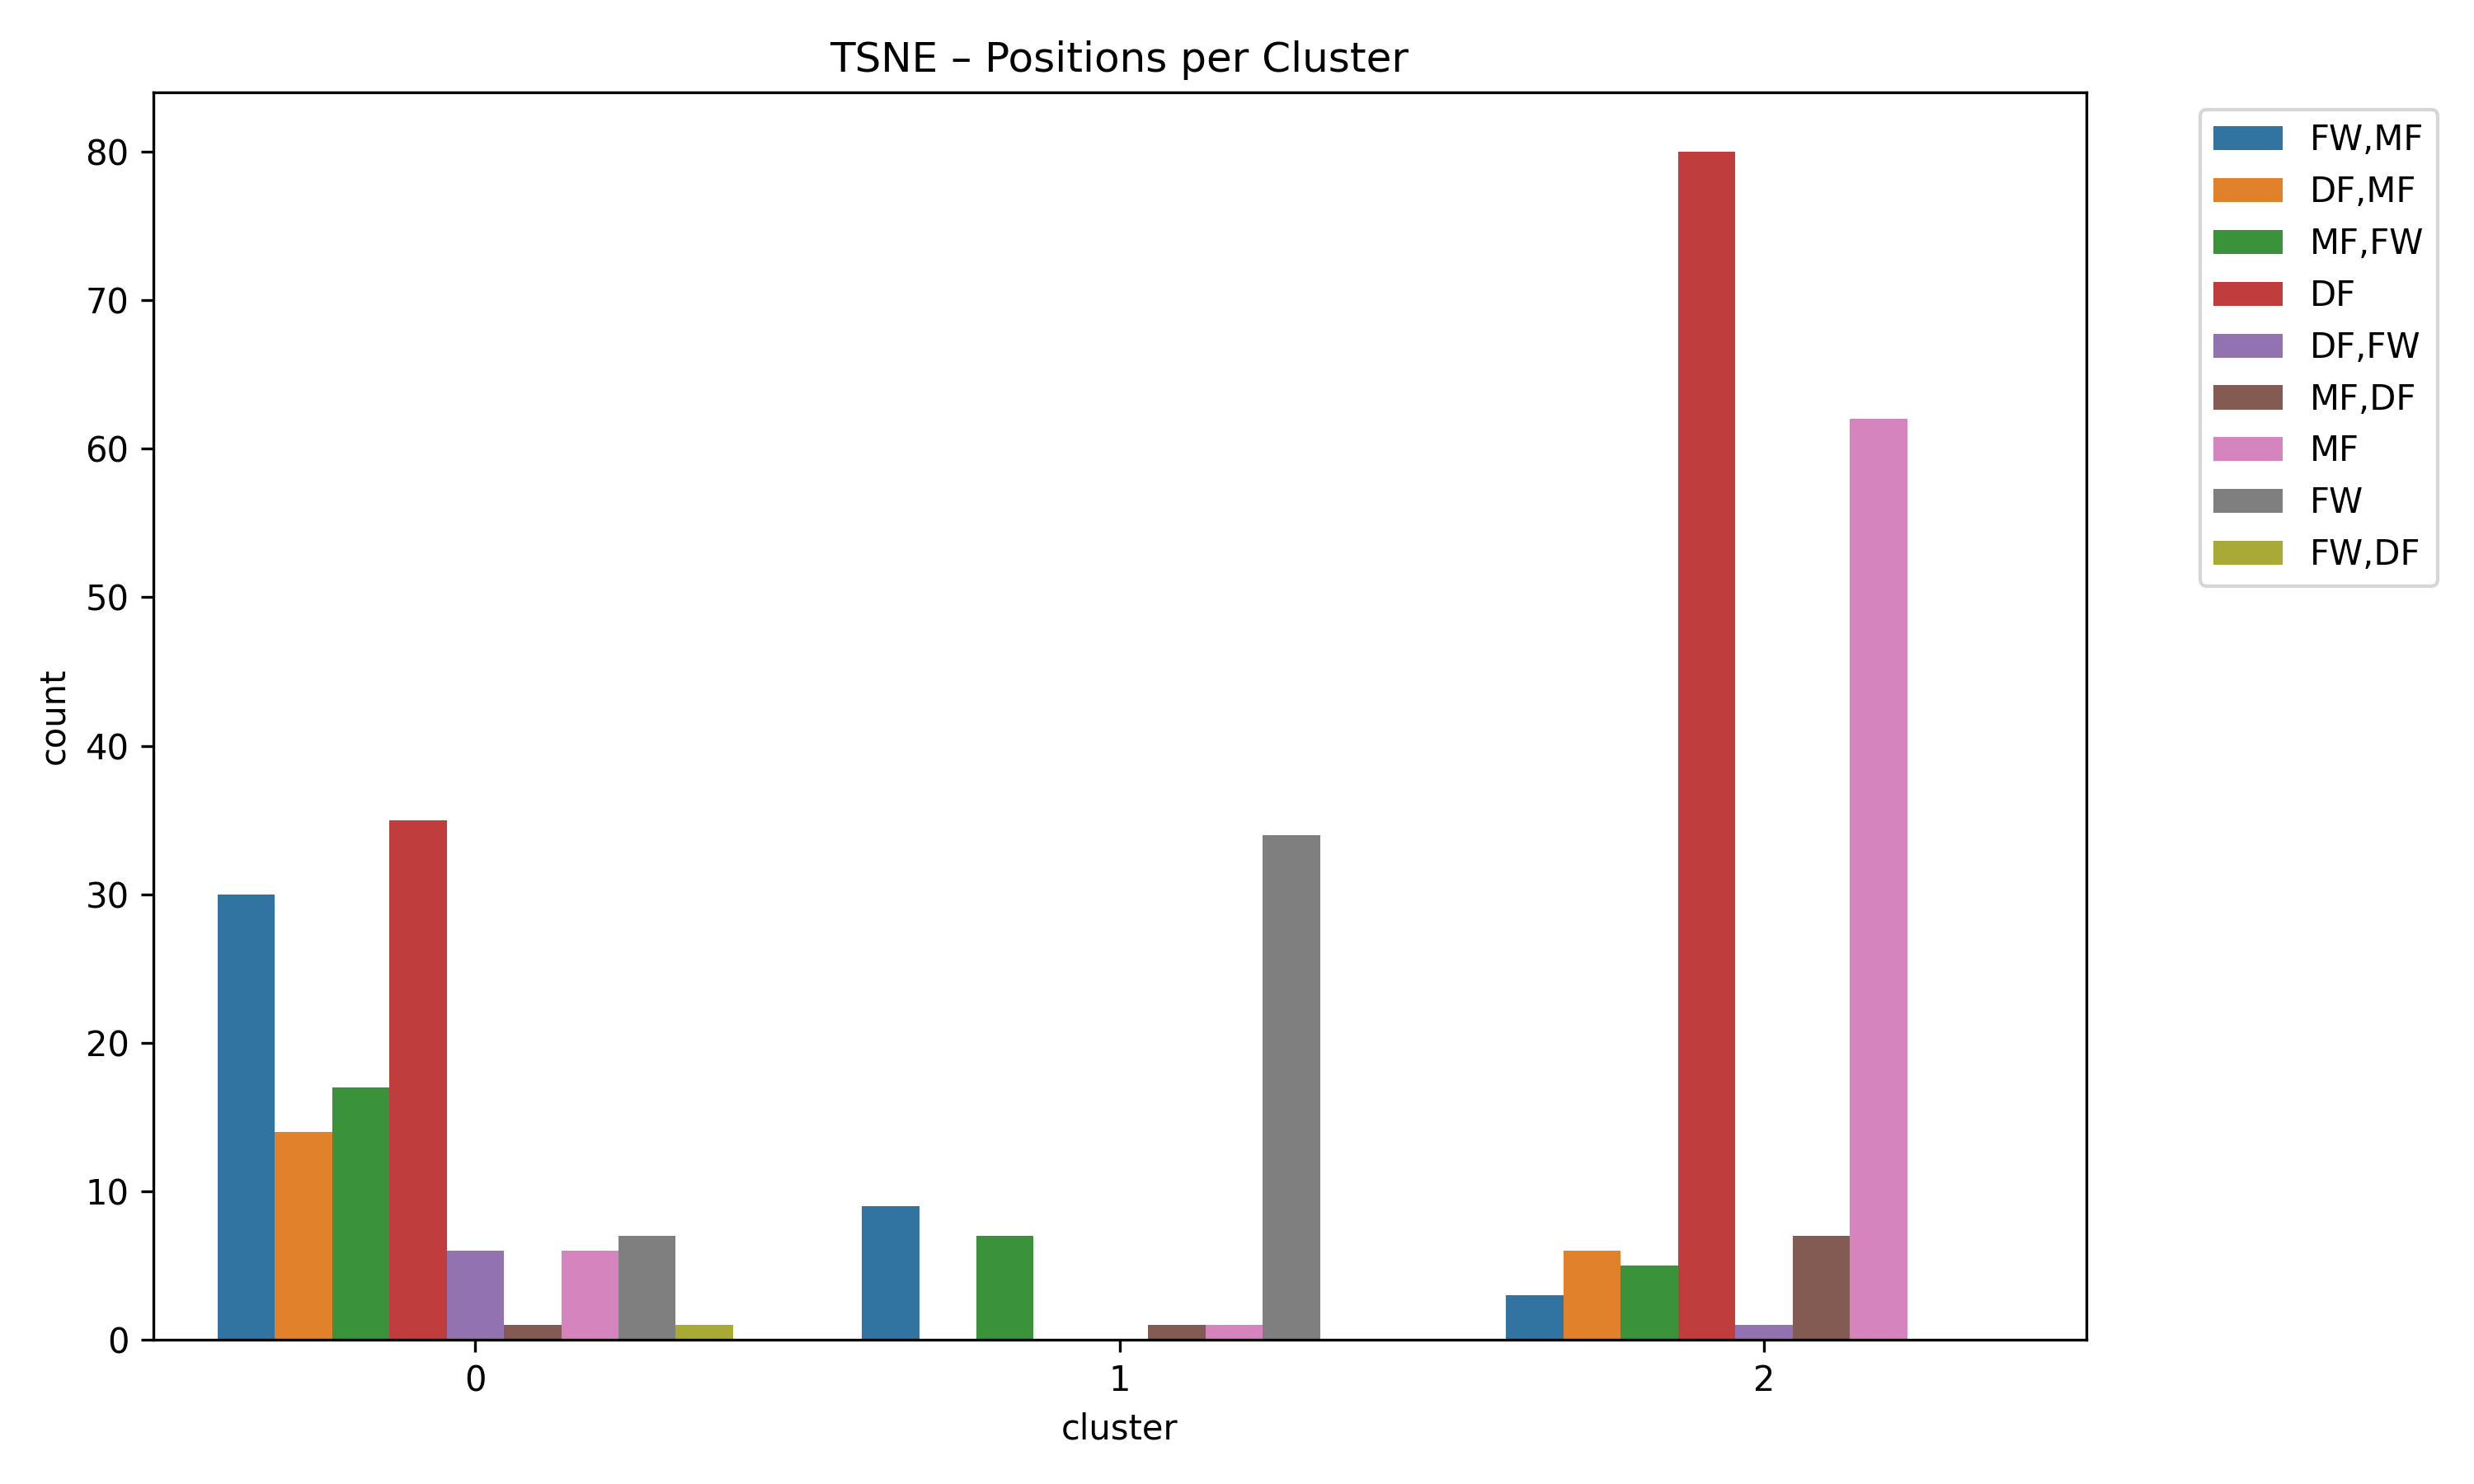 TSNE – Positions per Cluster
80
70
60
50
40
30
20
10
0
count
0
1
2
cluster
FW,MF
DF,MF
MF,FW
DF
DF,FW
MF,DF
MF
FW
FW,DF